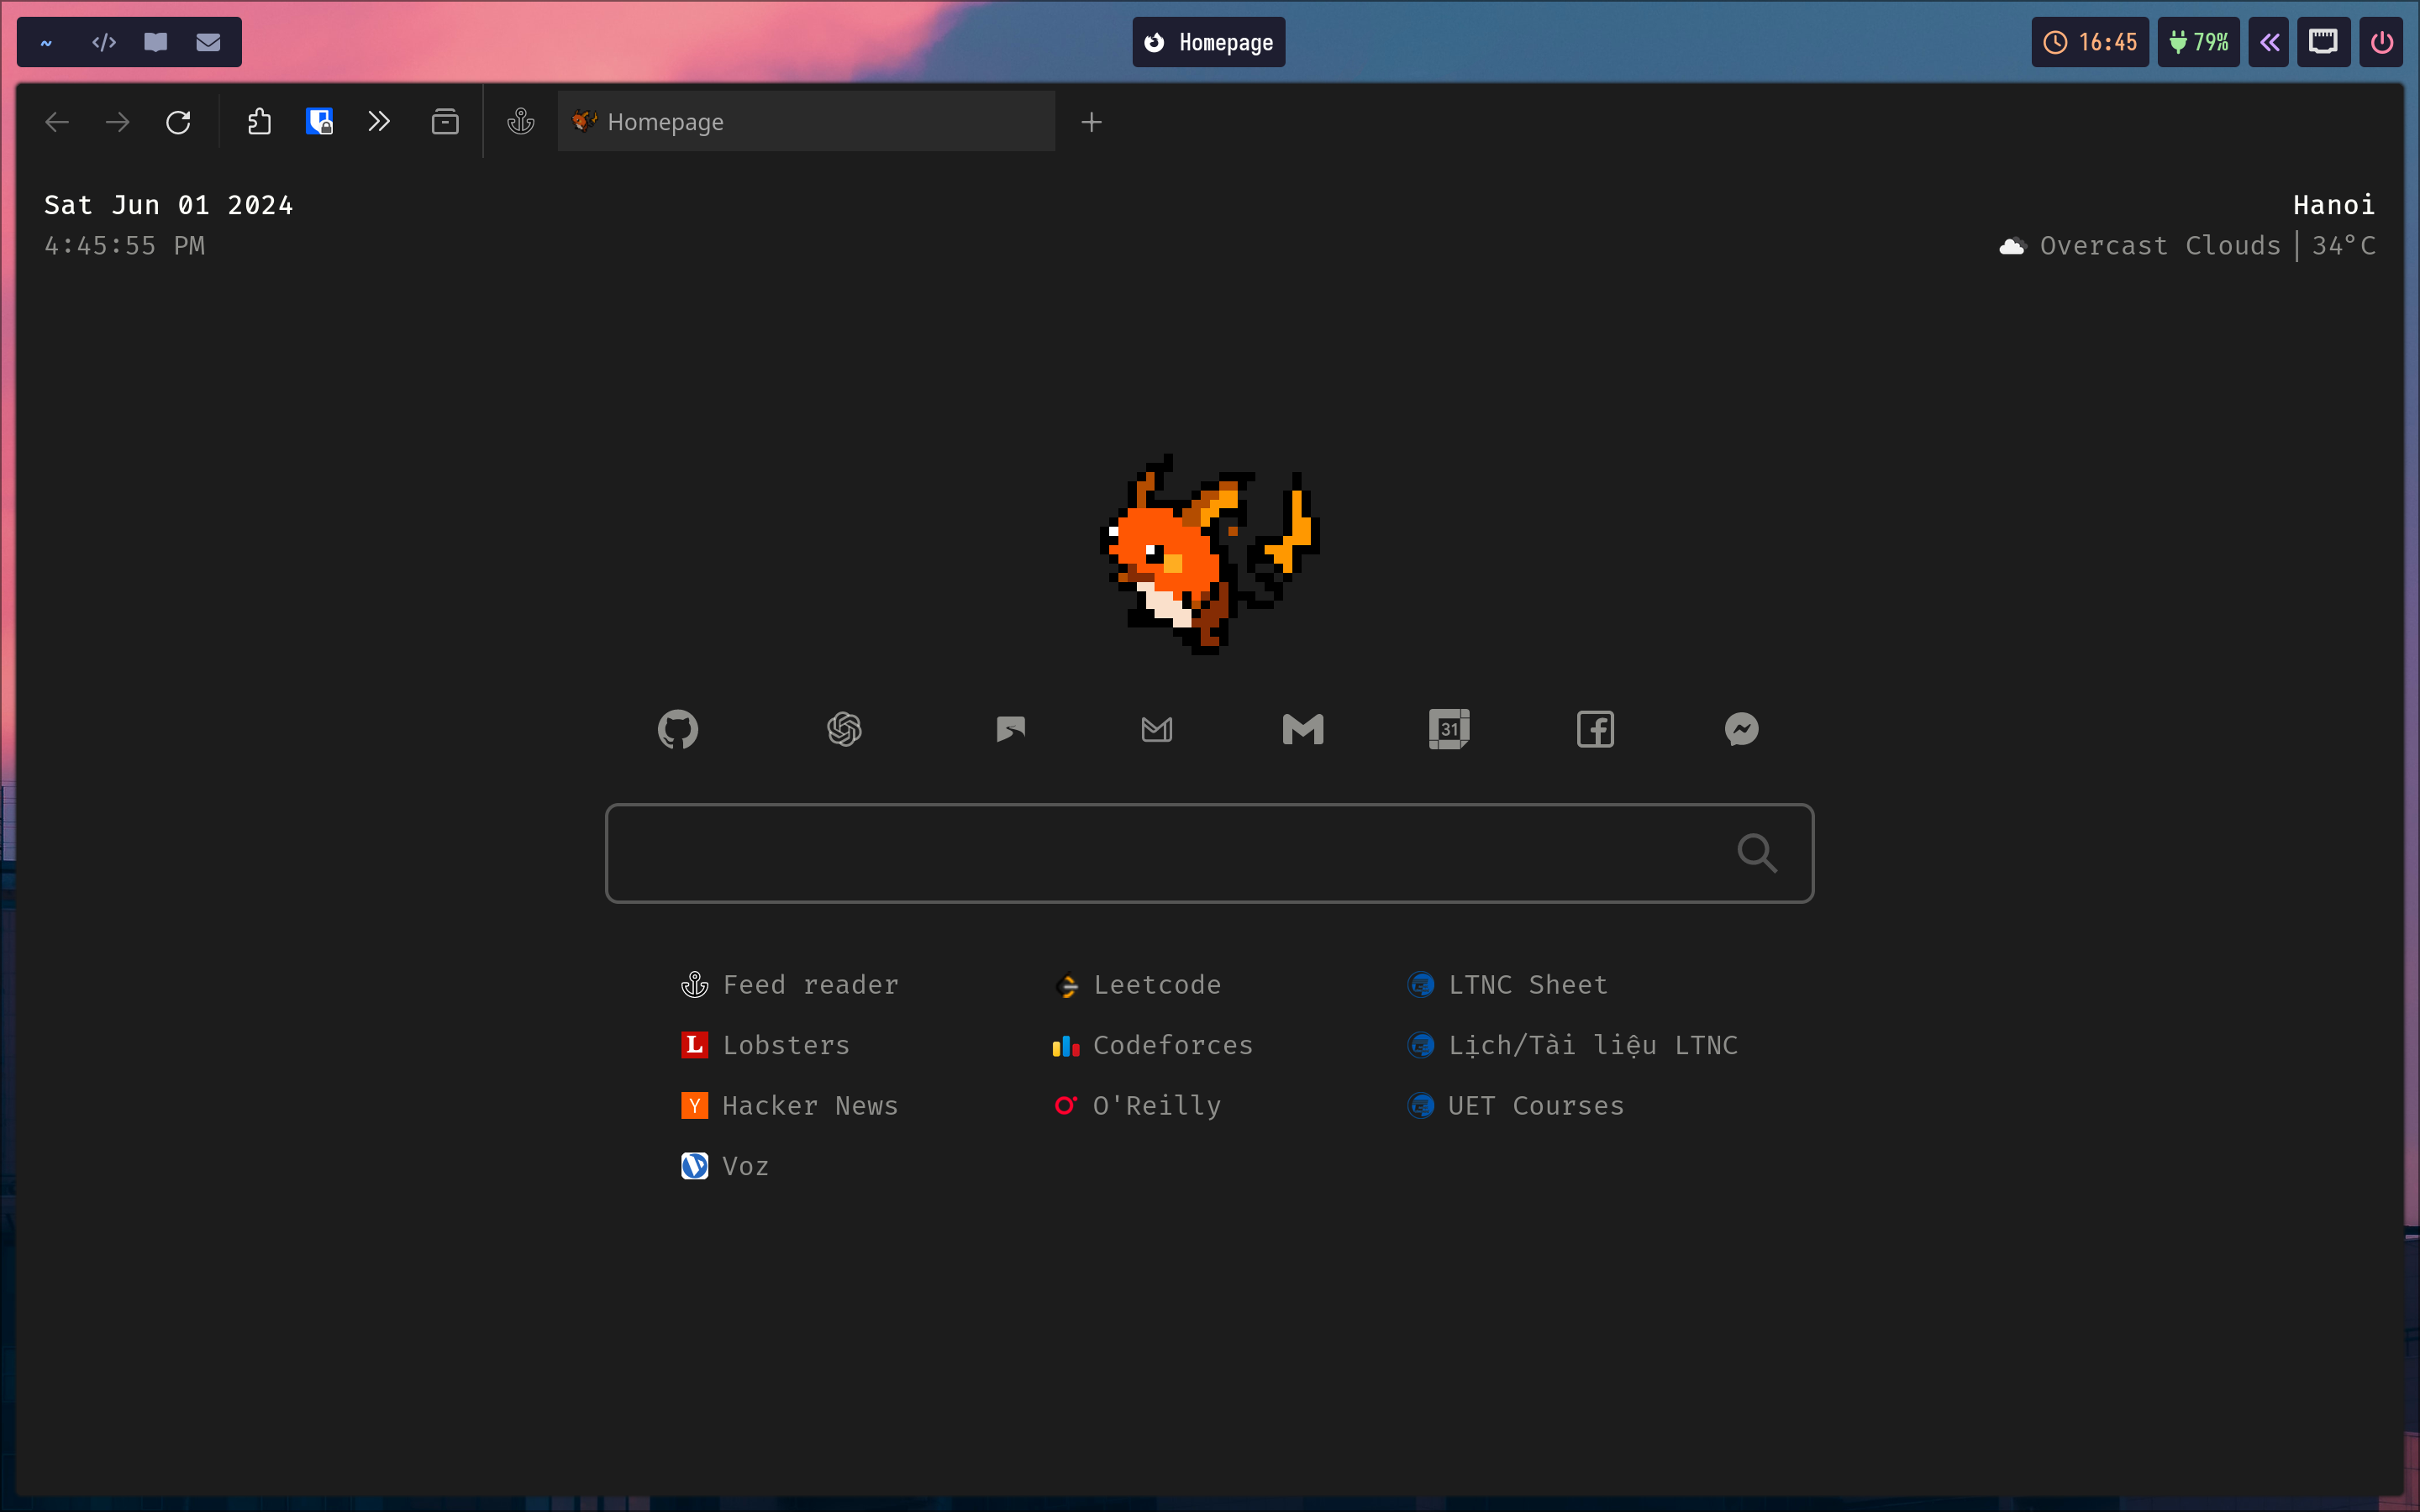 ~ </>
Homepage
16:45
79%
Homepage
Sat Jun 01 2024
4:45:55 PM
Hanoi
Overcast Clouds | 34°C
31
Feed reader
Leetcode
LTNC Sheet
L Lobsters
Codeforces
Lịch/Tài liệu LTNC
Y Hacker News
O'Reilly
UET Courses
Voz